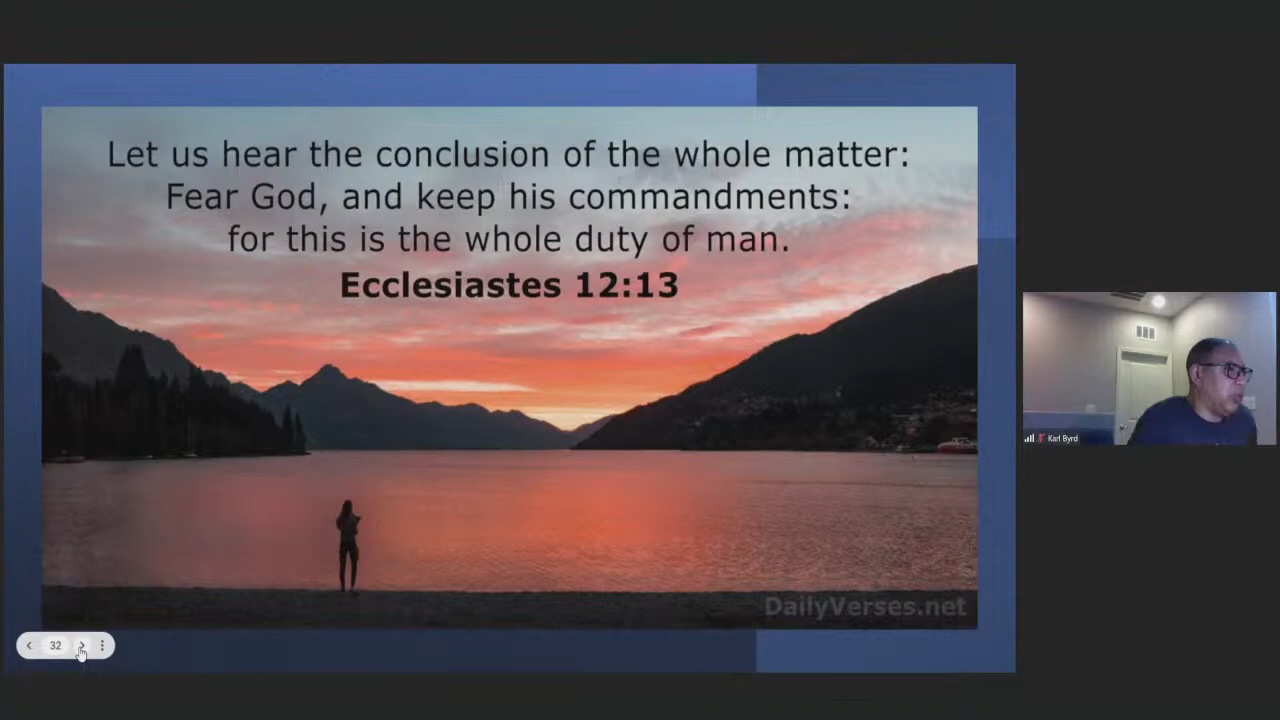 Let us hear the conclusion of the whole matter:
Fear God, and keep his commandments:
for this is the whole duty of man.
Ecclesiastes 12:13
DailyVerses.net
32
Karl Byrd